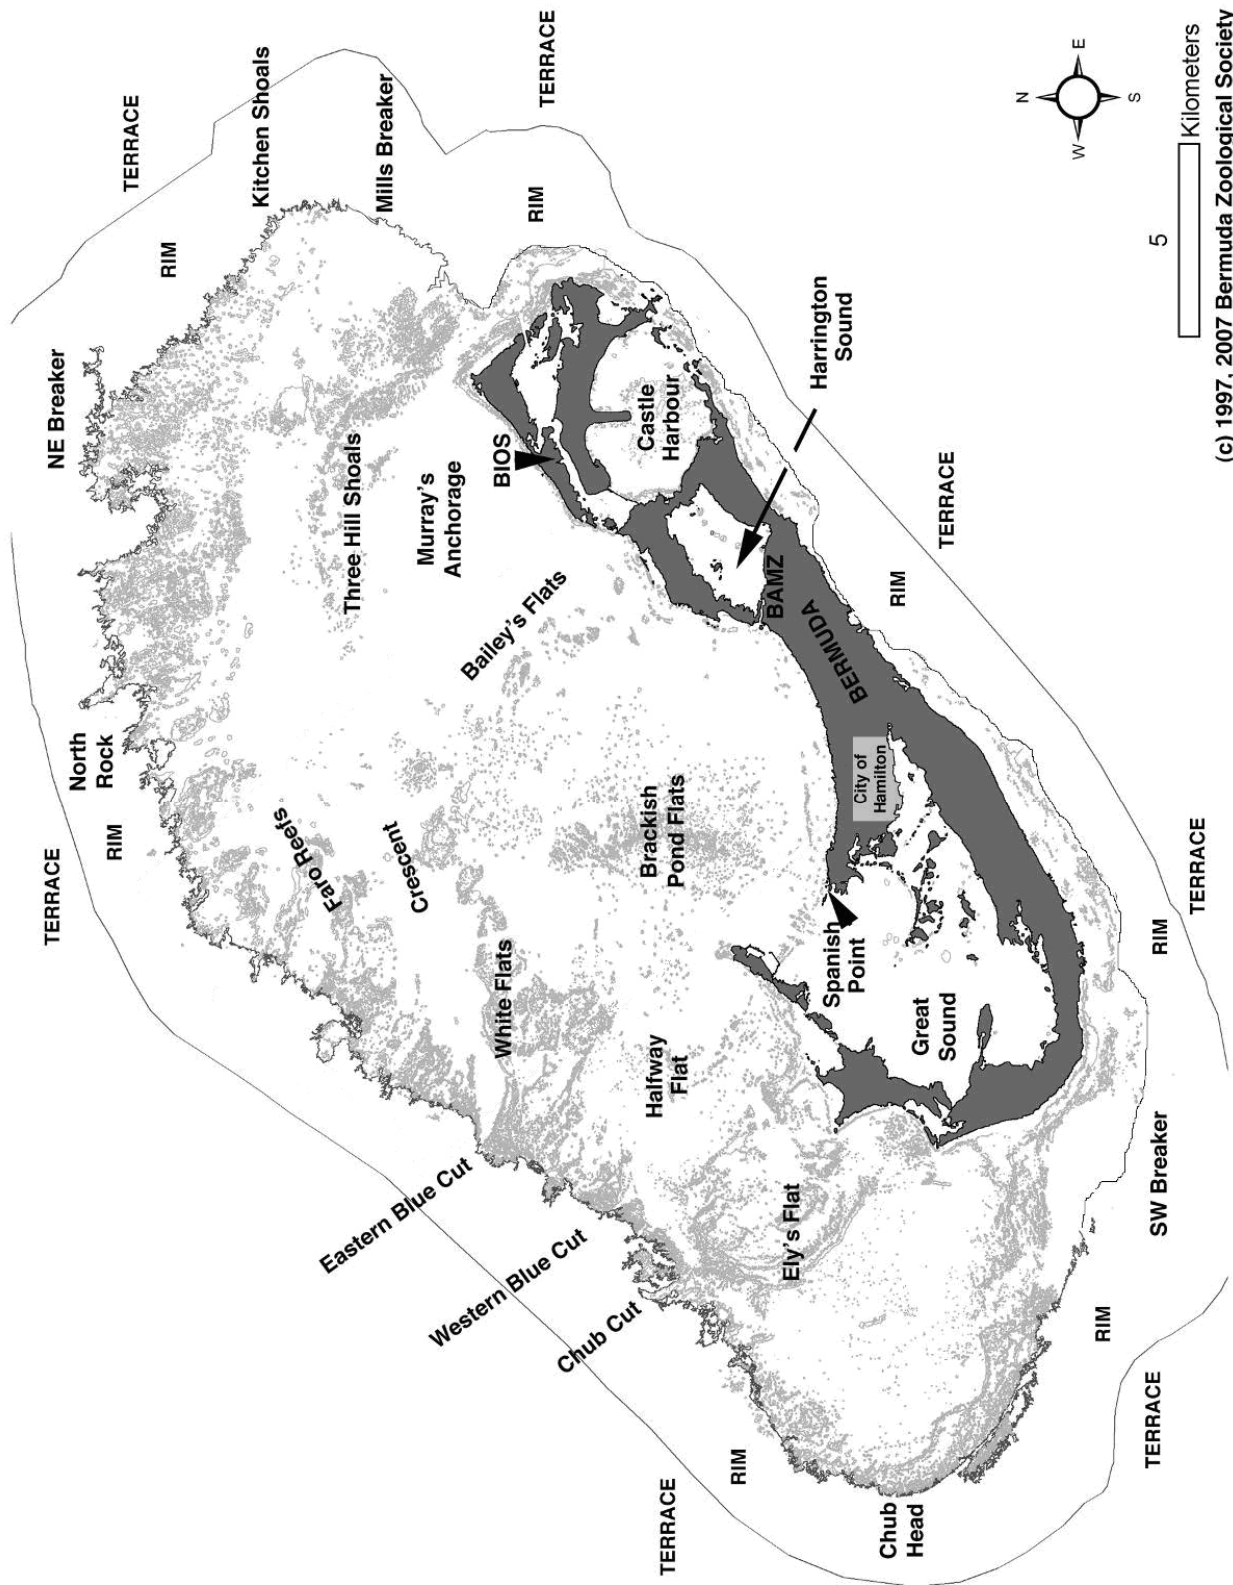 TERRACE
Kitchen Shoals
Mills Breaker
TERRACE
RIM
RIM
NE Breaker
Three Hill Shoals
Murray's
Anchorage
BIOS
Castle
Harbour
Harrington
Sound
N
E
S
W
5
Kilometers
(c) 1997, 2007 Bermuda Zoological Society
TERRACE
RIM
Bailey's Flats
BAMZ
BERMUDA
North
Rock
RIM
TERRACE
Faro Reefs
Crescent
Brackish
Pond Flats
City of
Hamilton
White Flats
Spanish
Point
Halfway
Flat
Great
Sound
RIM
TERRACE
Eastern Blue Cut
Western Blue Cut
Chub Cut
Ely's Flat
SW Breaker
RIM
TERRACE
RIM
TERRACE
Chub
Head